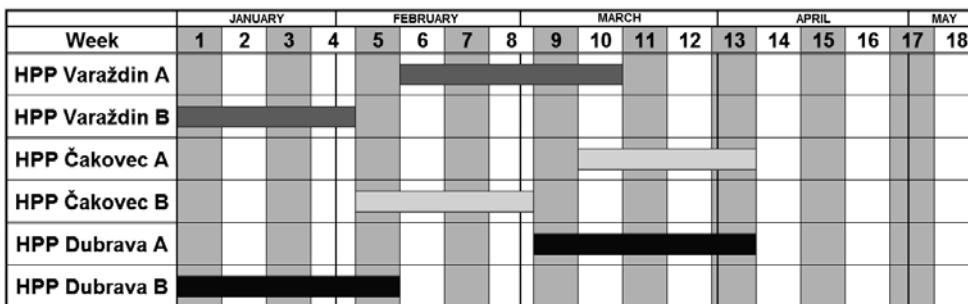 JANUARY FEBRUARY MARCH APRIL MAY
Week 1 2 3 4 5 6 7 8 9 10 11 12 13 14 15 16 17 18
HPP Varaždin A
HPP Varaždin B
HPP Čakovec A
HPP Čakovec B
HPP Dubrava A
HPP Dubrava B